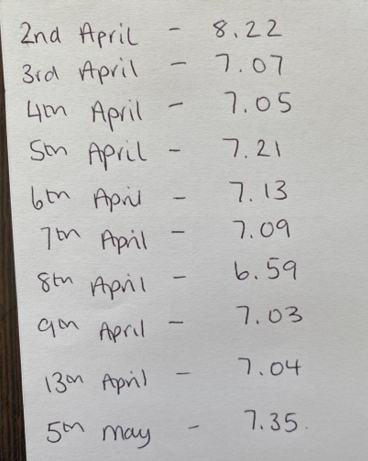 2nd April - 8.22
3rd April - 7.07
4th April - 7.05
5th April - 7.21
6th April - 7.13
7th April - 7.09
8th April - 6.59
9th April - 7.03
13th April - 7.04
5th May - 7.35.